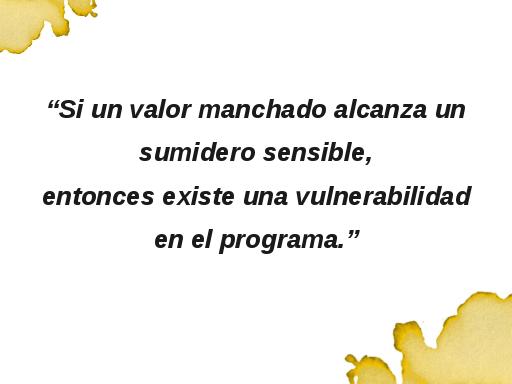 “Si un valor manchado alcanza un
sumidero sensible,
entonces existe una vulnerabilidad
en el programa.”